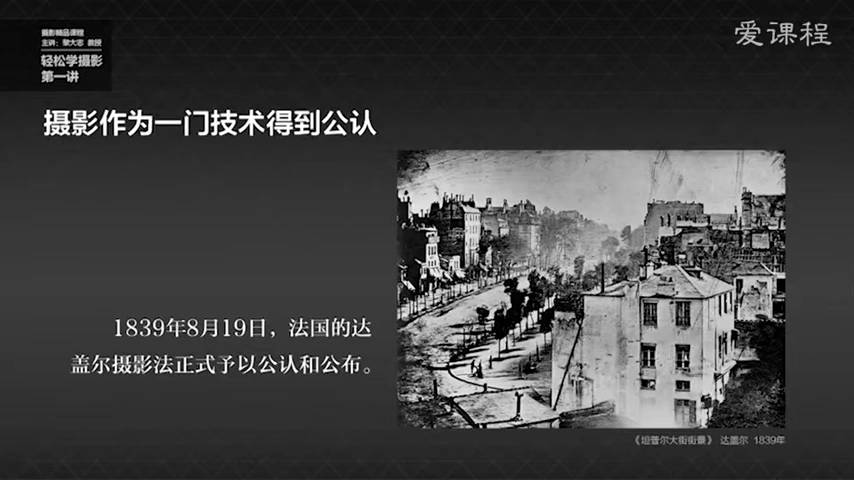 摄影精品课程
主讲：黎大志 教授
轻松学摄影
第一讲
爱课程
摄影作为一门技术得到公认
1839年8月19日，法国的达
盖尔摄影法正式予以公认和公布。
《坦普尔大街街景》 达盖尔 1839年